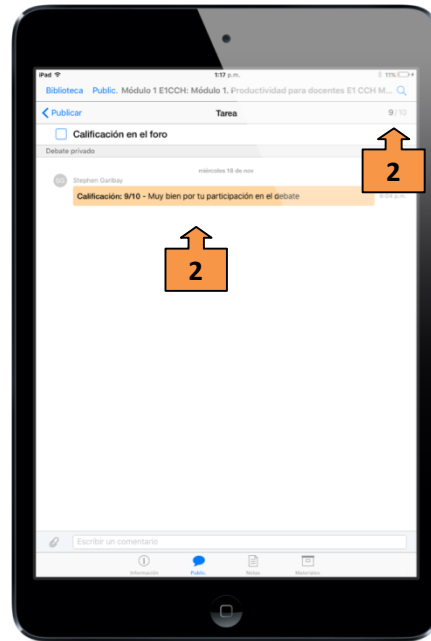 iPad 1:17 p.m. 11%
Biblioteca Public. Módulo 1 E1CCH: Módulo 1. Productividad para docentes E1 CCH M...
Publicar Tarea 9/10
Calificación en el foro
Debate privado
2
miércoles 18 de nov
SG Stephen Garibay
Calificación: 9/10 - Muy bien por tu participación en el debate 8:04 p.m.
2
Escribir un comentario
Información Public. Notas Materiales